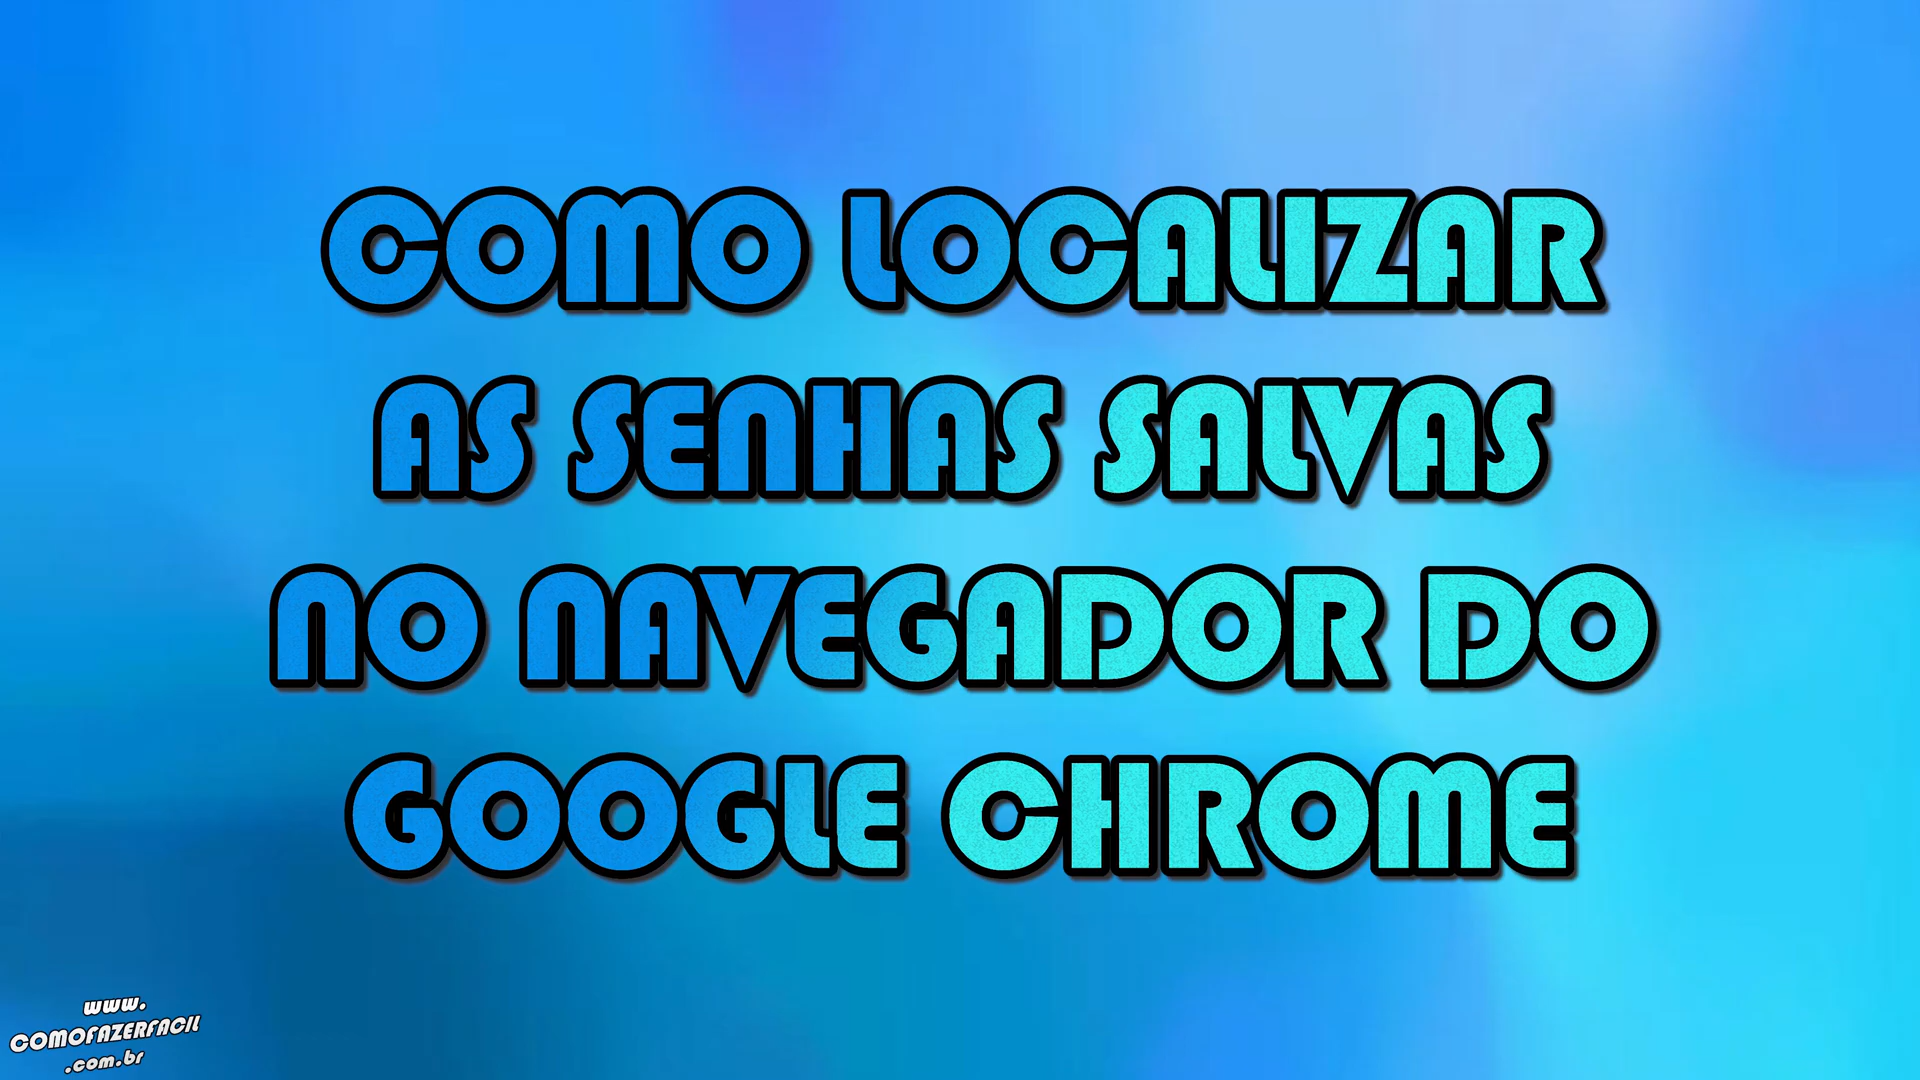 COMO LOCALIZAR
AS SENHAS SALVAS
NO NAVEGADOR DO
GOOGLE CHROME
www.
COMOFAZERFACIL
.com.br